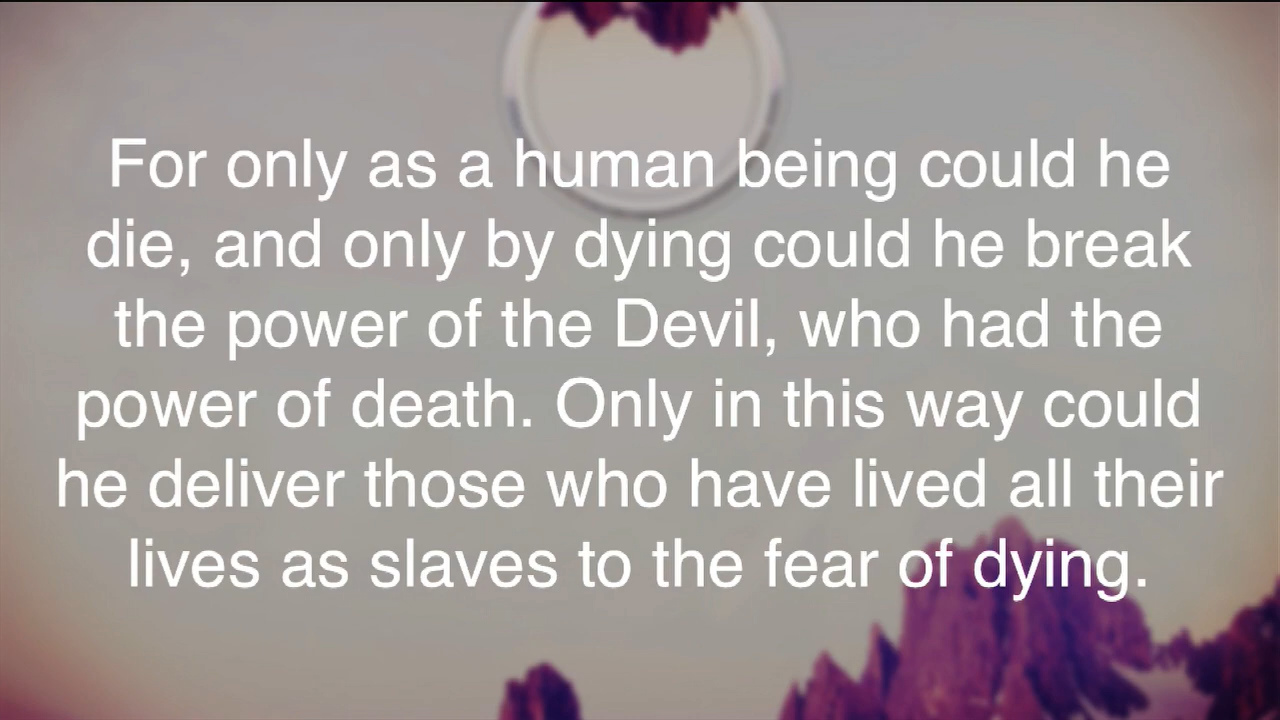 For only as a human being could he
die, and only by dying could he break
the power of the Devil, who had the
power of death. Only in this way could
he deliver those who have lived all their
lives as slaves to the fear of dying.